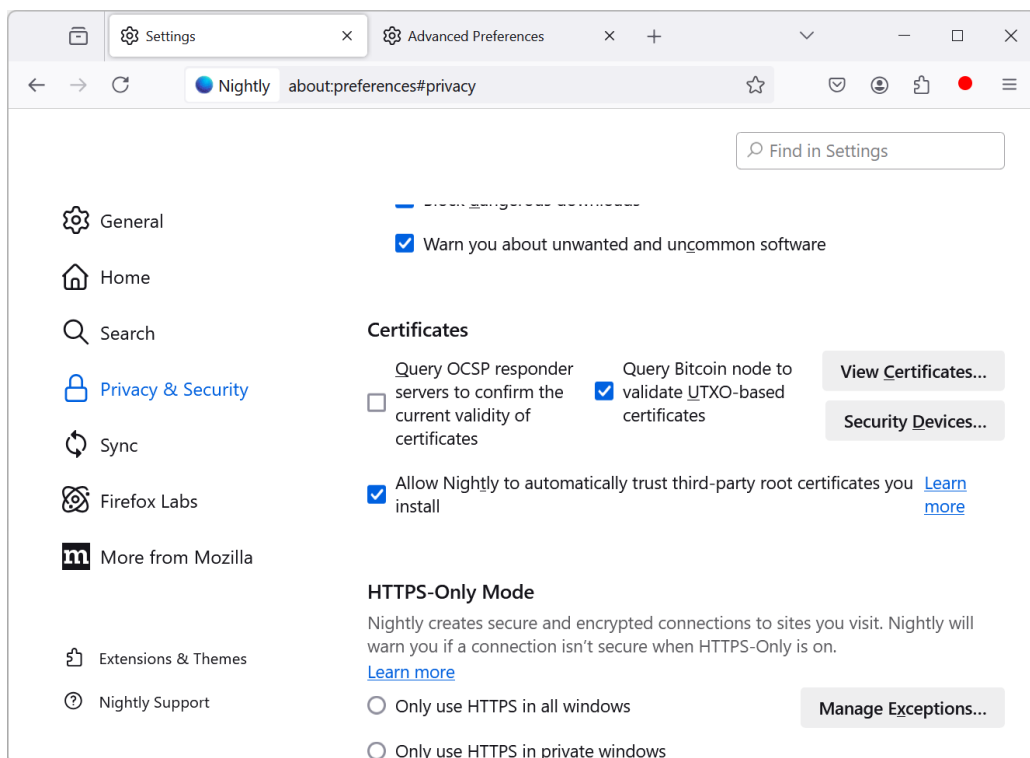 Settings
Advanced Preferences
Nightly
about:preferences#privacy
Find in Settings
General
Home
Search
Privacy & Security
Sync
Firefox Labs
More from Mozilla
Extensions & Themes
Nightly Support
Block dangerous downloads
Warn you about unwanted and uncommon software
Certificates
Query OCSP responder
servers to confirm the
current validity of
certificates
Query Bitcoin node to
validate UTXO-based
certificates
View Certificates...
Security Devices...
Allow Nightly to automatically trust third-party root certificates you
install
Learn
more
HTTPS-Only Mode
Nightly creates secure and encrypted connections to sites you visit. Nightly will
warn you if a connection isn’t secure when HTTPS-Only is on.
Learn more
Only use HTTPS in all windows
Manage Exceptions...
Only use HTTPS in private windows